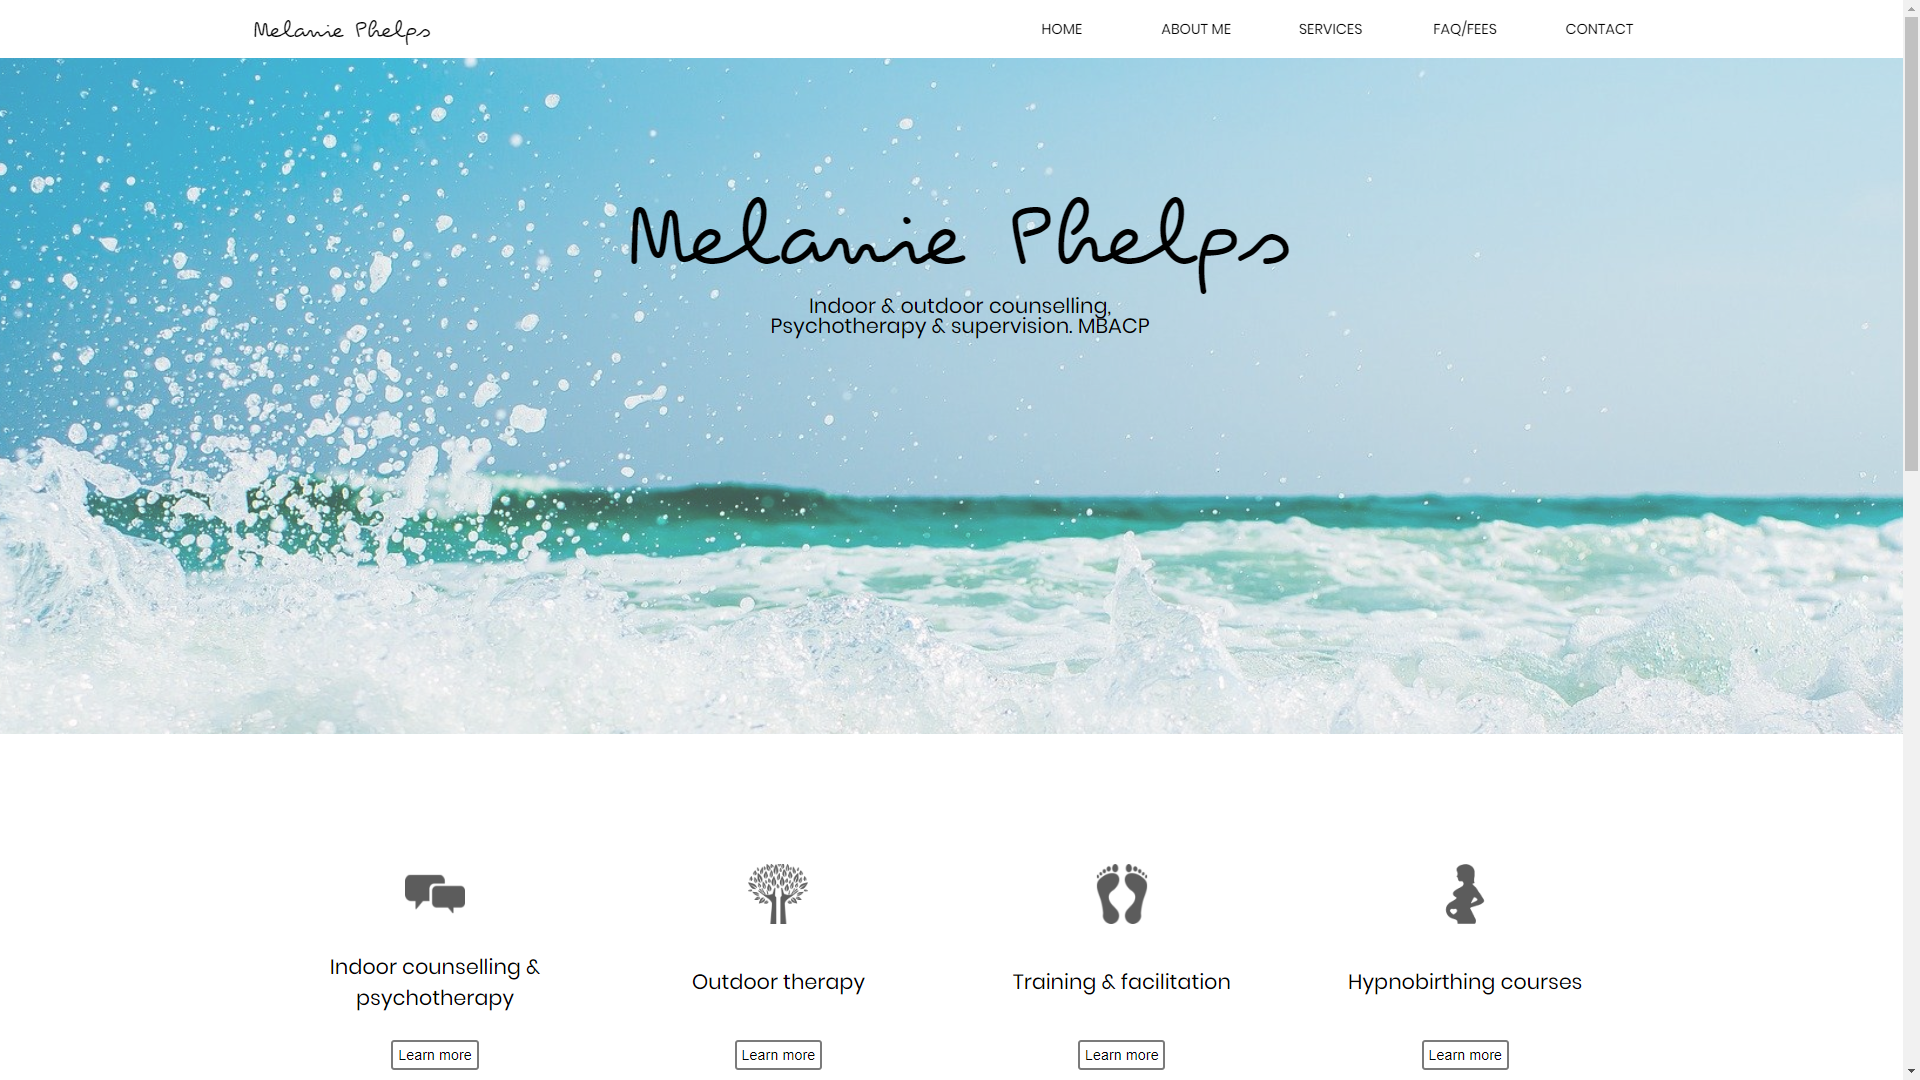 Melanie Phelps
HOME
ABOUT ME
SERVICES
FAQ/FEES
CONTACT
Melanie Phelps
Indoor & outdoor counselling,
Psychotherapy & supervision. MBACP
Indoor counselling &
psychotherapy
Outdoor therapy
Training & facilitation
Hypnobirthing courses
Learn more
Learn more
Learn more
Learn more